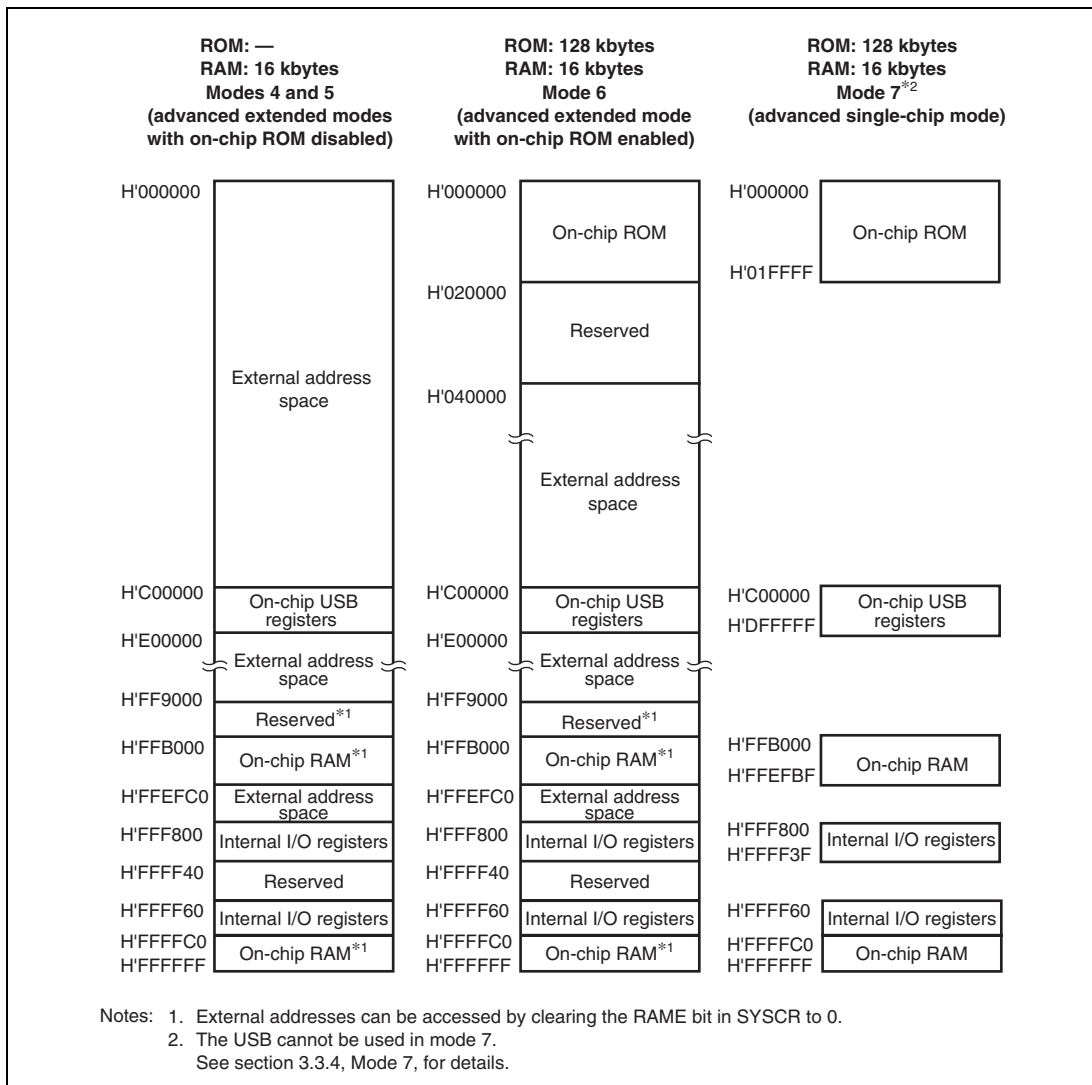 ROM: —
RAM: 16 kbytes
Modes 4 and 5
(advanced extended modes
with on-chip ROM disabled)
H'000000
External address
space
H'C00000
On-chip USB
registers
H'E00000
External address
space
H'FF9000
Reserved*1
H'FFB000
On-chip RAM*1
H'FFEFC0
External address
space
H'FFF800
Internal I/O registers
H'FFFF40
Reserved
H'FFFF60
Internal I/O registers
H'FFFFC0
On-chip RAM*1
H'FFFFFF
ROM: 128 kbytes
RAM: 16 kbytes
Mode 6
(advanced extended mode
with on-chip ROM enabled)
H'000000
On-chip ROM
H'020000
Reserved
H'040000
External address
space
H'C00000
On-chip USB
registers
H'E00000
External address
space
H'FF9000
Reserved*1
H'FFB000
On-chip RAM*1
H'FFEFC0
External address
space
H'FFF800
Internal I/O registers
H'FFFF40
Reserved
H'FFFF60
Internal I/O registers
H'FFFFC0
On-chip RAM*1
H'FFFFFF
ROM: 128 kbytes
RAM: 16 kbytes
Mode 7*2
(advanced single-chip mode)
H'000000
On-chip ROM
H'01FFFF
H'C00000
On-chip USB
registers
H'DFFFFF
H'FFB000
On-chip RAM
H'FFEFBF
H'FFF800
Internal I/O registers
H'FFFF3F
H'FFFF60
Internal I/O registers
H'FFFFC0
On-chip RAM
H'FFFFFF
Notes: 1. External addresses can be accessed by clearing the RAME bit in SYSCR to 0.
2. The USB cannot be used in mode 7.
See section 3.3.4, Mode 7, for details.